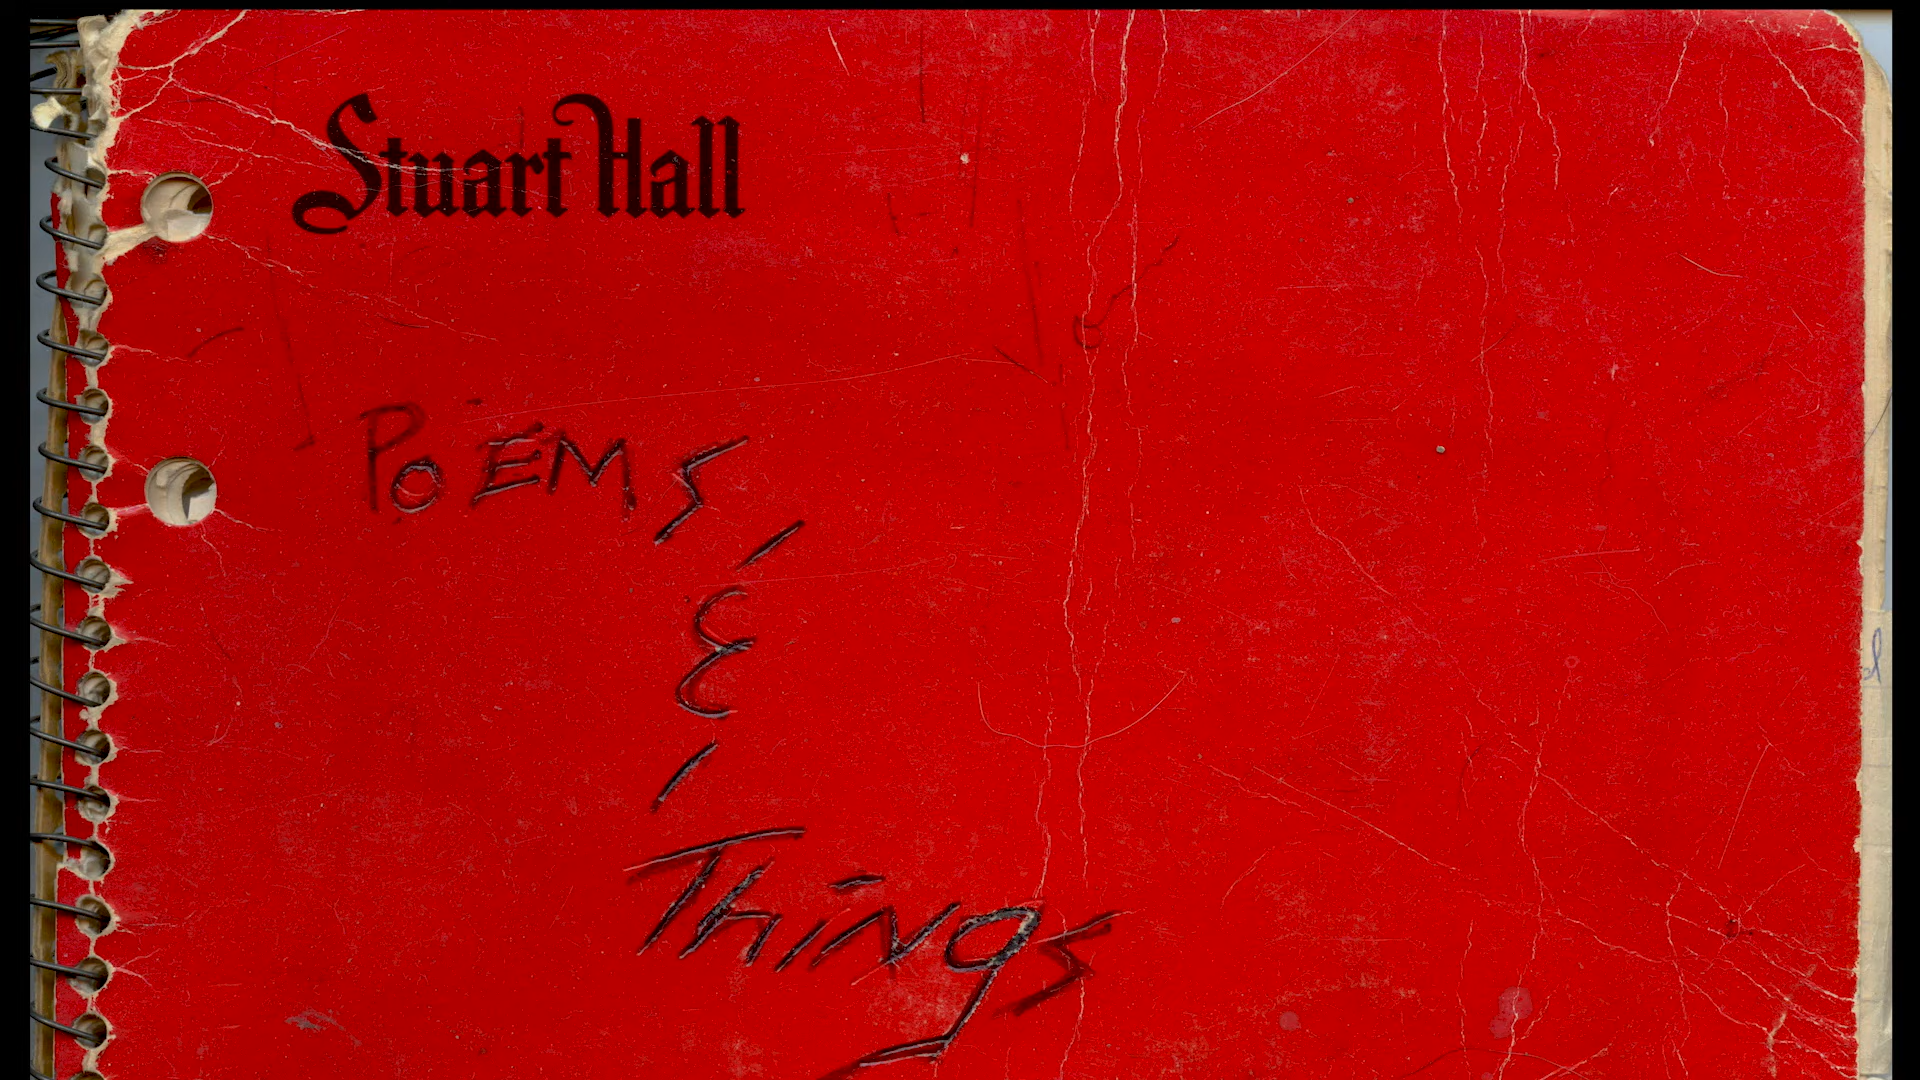 Stuart Hall
POEMS
- & -
Things